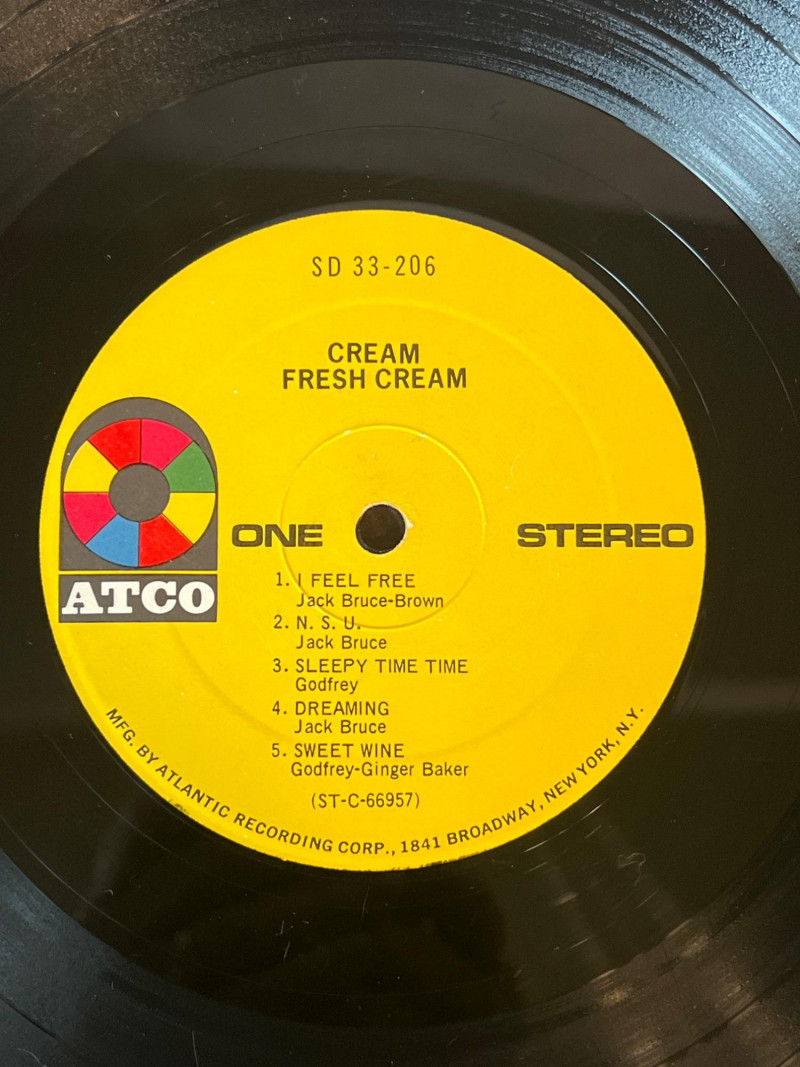 SD 33-206
CREAM
FRESH CREAM
ATCO
ONE
STEREO
1. I FEEL FREE
Jack Bruce-Brown
2. N. S. U.
Jack Bruce
3. SLEEPY TIME TIME
Godfrey
4. DREAMING
Jack Bruce
5. SWEET WINE
Godfrey-Ginger Baker
(ST-C-66957)
MFG. BY ATLANTIC RECORDING CORP., 1841 BROADWAY, NEW YORK, N.Y.